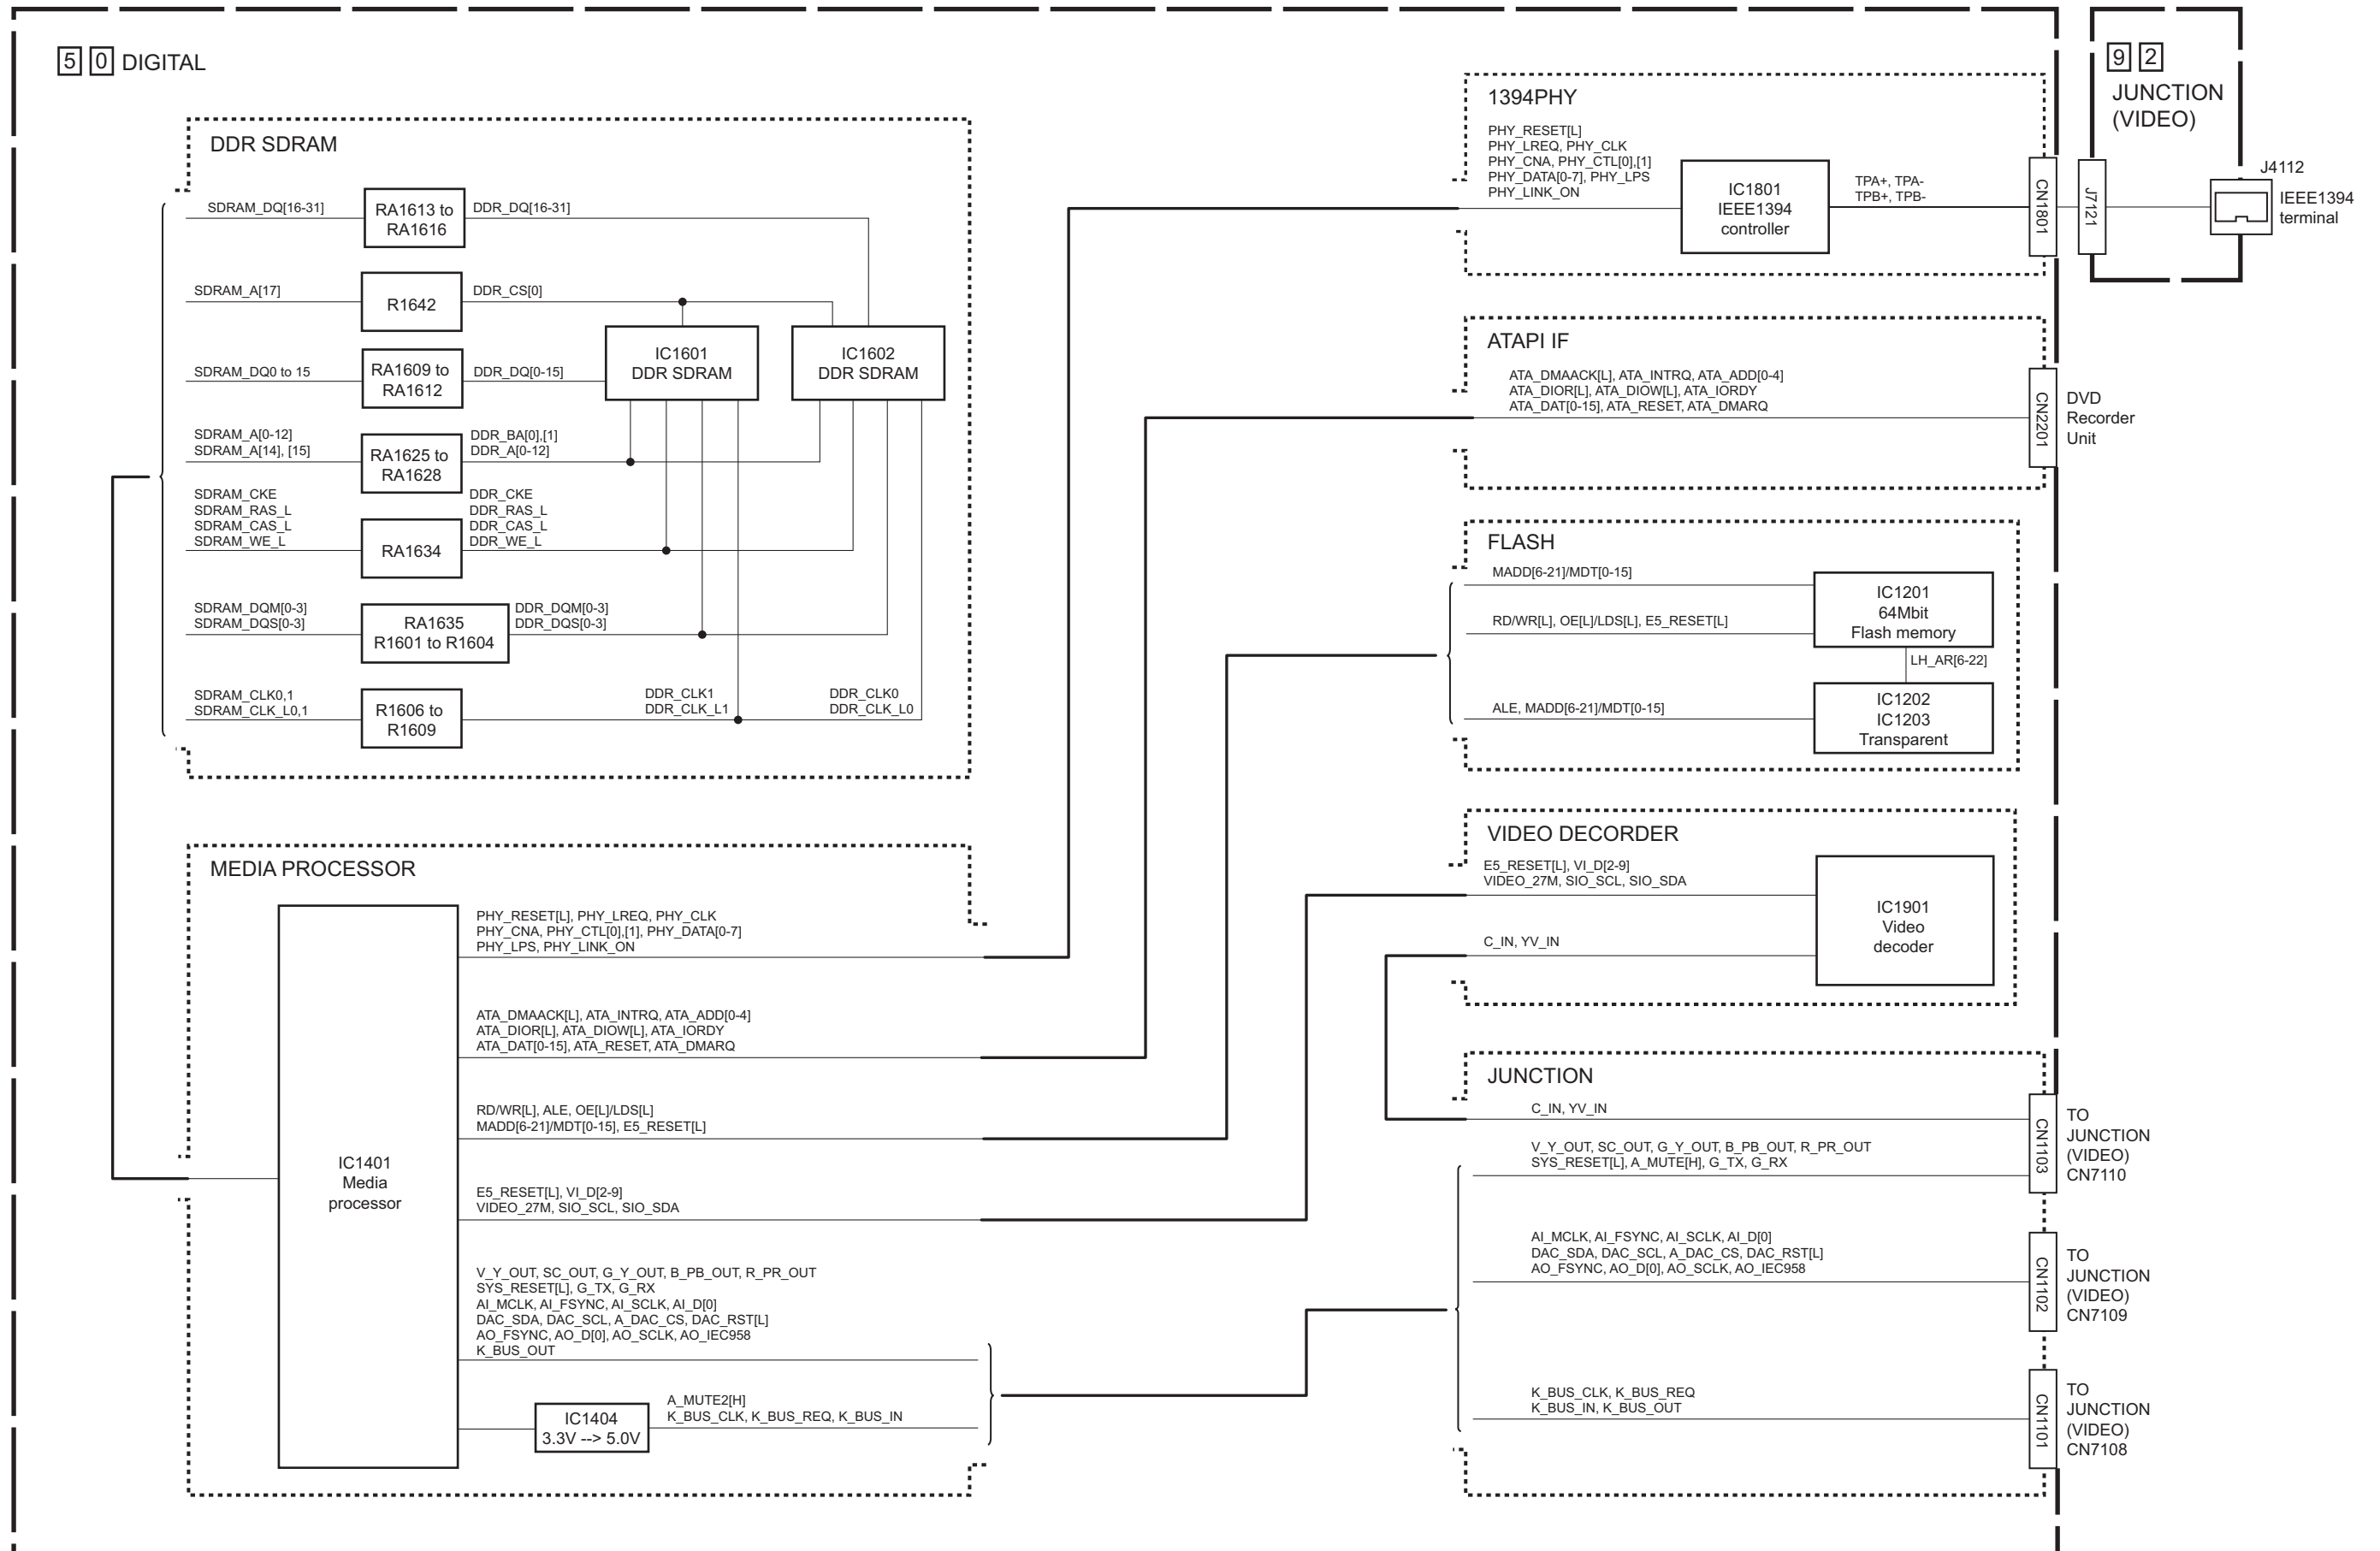 5 0 DIGITAL
DDR SDRAM
SDRAM_DQ[16-31]
RA1613 to
RA1616
DDR_DQ[16-31]
SDRAM_A[17]
R1642
DDR_CS[0]
IC1601
DDR SDRAM
IC1602
DDR SDRAM
SDRAM_DQ0 to 15
RA1609 to
RA1612
DDR_DQ[0-15]
SDRAM_A[0-12]
SDRAM_A[14], [15]
RA1625 to
RA1628
DDR_BA[0],[1]
DDR_A[0-12]
SDRAM_CKE
SDRAM_RAS_L
SDRAM_CAS_L
SDRAM_WE_L
RA1634
DDR_CKE
DDR_RAS_L
DDR_CAS_L
DDR_WE_L
SDRAM_DQM[0-3]
SDRAM_DQS[0-3]
RA1635
R1601 to R1604
DDR_DQM[0-3]
DDR_DQS[0-3]
SDRAM_CLK0,1
SDRAM_CLK_L0,1
R1606 to
R1609
DDR_CLK1
DDR_CLK_L1
DDR_CLK0
DDR_CLK_L0
MEDIA PROCESSOR
IC1401
Media
processor
PHY_RESET[L], PHY_LREQ, PHY_CLK
PHY_CNA, PHY_CTL[0],[1], PHY_DATA[0-7]
PHY_LPS, PHY_LINK_ON
ATA_DMAACK[L], ATA_INTRQ, ATA_ADD[0-4]
ATA_DIOR[L], ATA_DIOW[L], ATA_IORDY
ATA_DAT[0-15], ATA_RESET, ATA_DMARQ
RD/WR[L], ALE, OE[L]/LDS[L]
MADD[6-21]/MDT[0-15], E5_RESET[L]
E5_RESET[L], VI_D[2-9]
VIDEO_27M, SIO_SCL, SIO_SDA
V_Y_OUT, SC_OUT, G_Y_OUT, B_PB_OUT, R_PR_OUT
SYS_RESET[L], G_TX, G_RX
AI_MCLK, AI_FSYNC, AI_SCLK, AI_D[0]
DAC_SDA, DAC_SCL, A_DAC_CS, DAC_RST[L]
AO_FSYNC, AO_D[0], AO_SCLK, AO_IEC958
K_BUS_OUT
IC1404
3.3V --> 5.0V
A_MUTE2[H]
K_BUS_CLK, K_BUS_REQ, K_BUS_IN
1394PHY
PHY_RESET[L]
PHY_LREQ, PHY_CLK
PHY_CNA, PHY_CTL[0],[1]
PHY_DATA[0-7], PHY_LPS
PHY_LINK_ON
IC1801
IEEE1394
controller
TPA+, TPA-
TPB+, TPB-
CN1801
9 2
JUNCTION
(VIDEO)
J7121
J4112
IEEE1394
terminal
ATAPI IF
ATA_DMAACK[L], ATA_INTRQ, ATA_ADD[0-4]
ATA_DIOR[L], ATA_DIOW[L], ATA_IORDY
ATA_DAT[0-15], ATA_RESET, ATA_DMARQ
CN2201
DVD
Recorder
Unit
FLASH
MADD[6-21]/MDT[0-15]
RD/WR[L], OE[L]/LDS[L], E5_RESET[L]
IC1201
64Mbit
Flash memory
LH_AR[6-22]
ALE, MADD[6-21]/MDT[0-15]
IC1202
IC1203
Transparent
VIDEO DECORDER
E5_RESET[L], VI_D[2-9]
VIDEO_27M, SIO_SCL, SIO_SDA
C_IN, YV_IN
IC1901
Video
decoder
JUNCTION
C_IN, YV_IN
V_Y_OUT, SC_OUT, G_Y_OUT, B_PB_OUT, R_PR_OUT
SYS_RESET[L], A_MUTE[H], G_TX, G_RX
CN1103
TO
JUNCTION
(VIDEO)
CN7110
AI_MCLK, AI_FSYNC, AI_SCLK, AI_D[0]
DAC_SDA, DAC_SCL, A_DAC_CS, DAC_RST[L]
AO_FSYNC, AO_D[0], AO_SCLK, AO_IEC958
CN1102
TO
JUNCTION
(VIDEO)
CN7109
K_BUS_CLK, K_BUS_REQ
K_BUS_IN, K_BUS_OUT
CN1101
TO
JUNCTION
(VIDEO)
CN7108